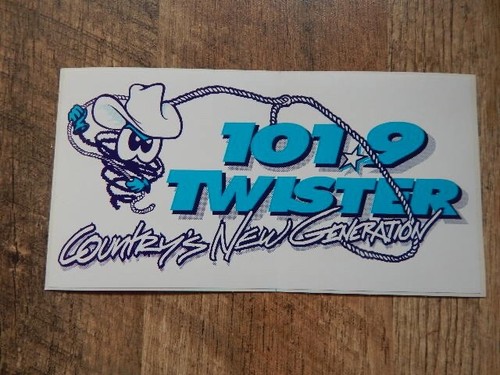 101.9
TWISTER
COUNTRY'S NEW GENERATION